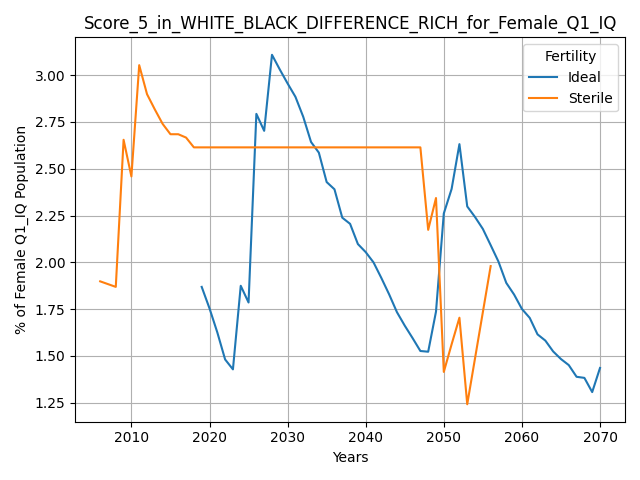 Score_5_in_WHITE_BLACK_DIFFERENCE_RICH_for_Female_Q1_IQ
Fertility
Ideal
Sterile
% of Female Q1_IQ Population
3.00
2.75
2.50
2.25
2.00
1.75
1.50
1.25
2010 2020 2030 2040 2050 2060 2070
Years